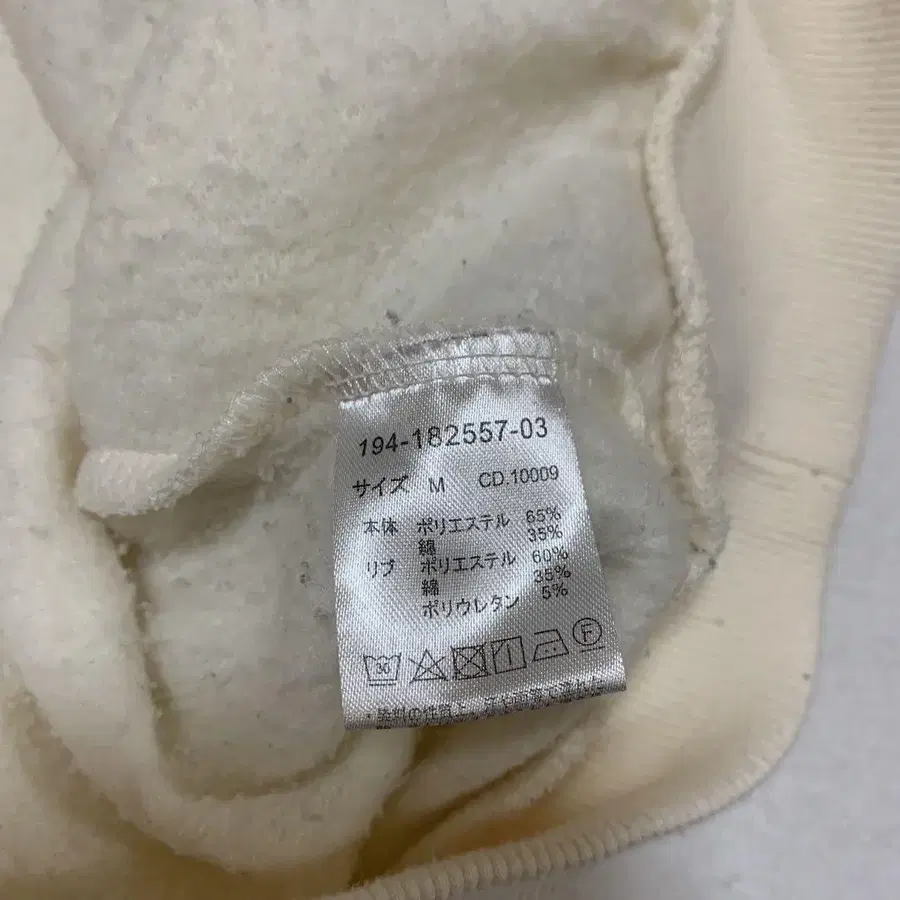 194-182557-03
サイズ M CD.10009
本体 ポリエステル 65%
綿 35%
リブ ポリエステル 60%
綿 35%
ポリウレタン 5%
30
F